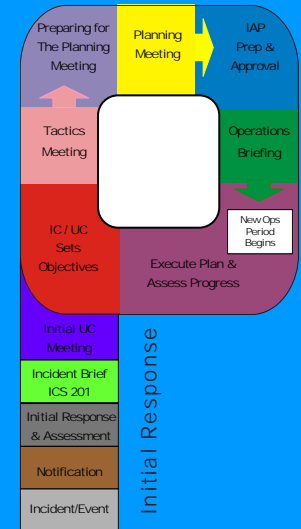 Preparing for
The Planning
Meeting
Planning
Meeting
IAP
Prep &
Approval
Tactics
Meeting
Operations
Briefing
New Ops
Period
Begins
IC / UC
Sets
Objectives
Execute Plan &
Assess Progress
Initial UC
Meeting
Incident Brief
ICS 201
Initial Response
& Assessment
Notification
Incident/Event
Initial Response